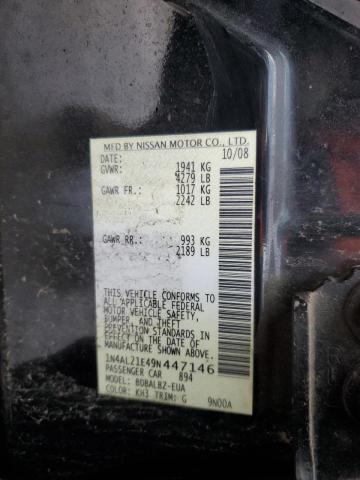 MFD BY NISSAN MOTOR CO., LTD.
DATE: 10/08
GVWR: 1941 KG
4279 LB
GAWR FR.: 1017 KG
2242 LB
GAWR RR.: 993 KG
2189 LB
THIS VEHICLE CONFORMS TO
ALL APPLICABLE FEDERAL
MOTOR VEHICLE SAFETY,
BUMPER, AND THEFT
PREVENTION STANDARDS IN
EFFECT ON THE DATE OF
MANUFACTURE SHOWN ABOVE.
1N4AL21E49N447146
PASSENGER CAR 894
MODEL: BDBALBZ-EUA
COLOR: KH3 TRIM: G 9N00A